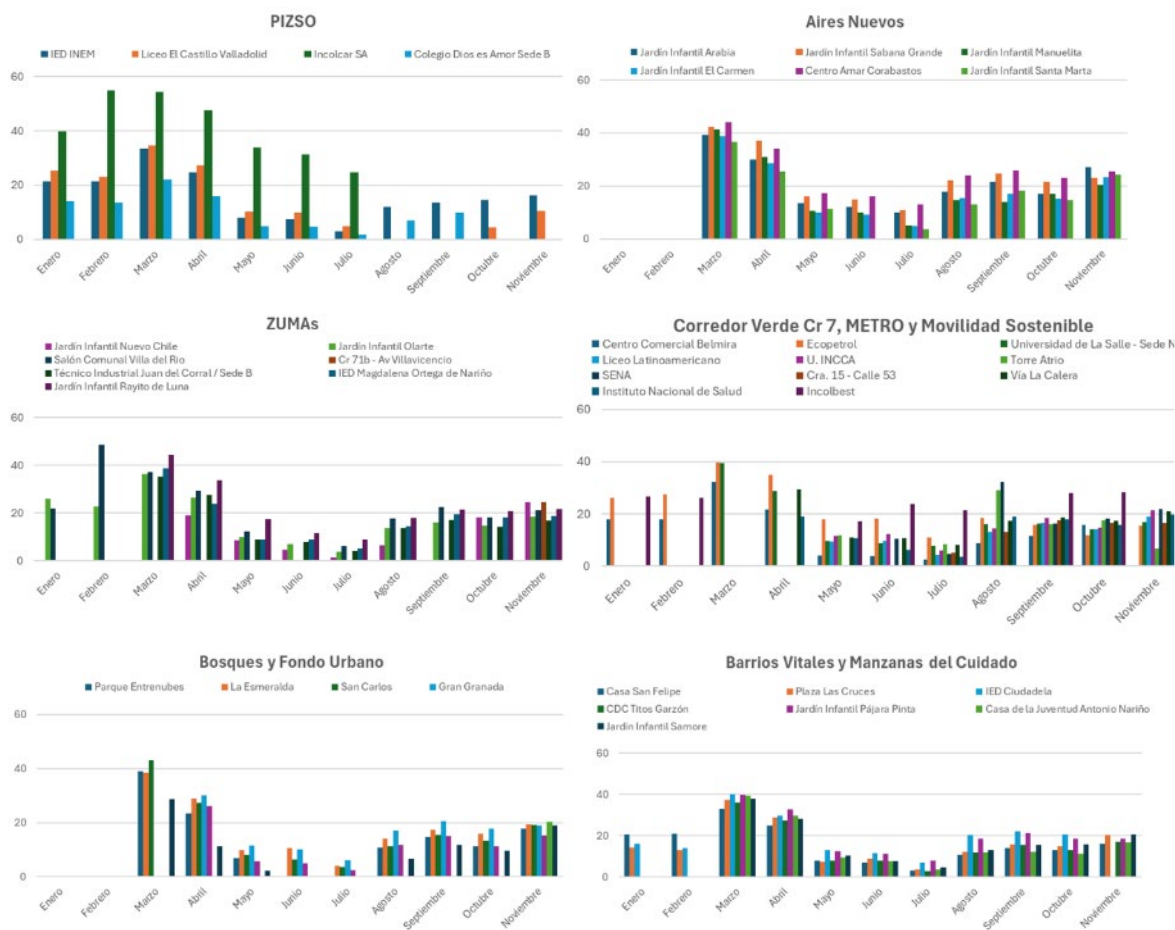 PIZSO
IED INEM
Liceo El Castillo Valladolid
Incolcar SA
Colegio Dios es Amor Sede B
60
40
20
0
Enero
Febrero
Marzo
Abril
Mayo
Junio
Julio
Agosto
Septiembre
Octubre
Noviembre
Aires Nuevos
Jardín Infantil Arabia
Jardín Infantil Sabana Grande
Jardín Infantil Manuelita
Jardín Infantil El Carmen
Centro Amar Corabastos
Jardín Infantil Santa Marta
60
40
20
0
Enero
Febrero
Marzo
Abril
Mayo
Junio
Julio
Agosto
Septiembre
Octubre
Noviembre
ZUMAs
Jardín Infantil Nuevo Chile
Jardín Infantil Olarte
Salón Comunal Villa del Rio
Cr 71b - Av Villavicencio
Técnico Industrial Juan del Corral / Sede B
IED Magdalena Ortega de Nariño
Jardín Infantil Rayito de Luna
60
40
20
0
Enero
Febrero
Marzo
Abril
Mayo
Junio
Julio
Agosto
Septiembre
Octubre
Noviembre
Corredor Verde Cr 7, METRO y Movilidad Sostenible
Centro Comercial Belmira
Ecopetrol
Universidad de La Salle - Sede N
Liceo Latinoamericano
U. INCCA
Torre Atrio
SENA
Cra. 15 - Calle 53
Vía La Calera
Instituto Nacional de Salud
Incolbest
60
40
20
0
Enero
Febrero
Marzo
Abril
Mayo
Junio
Julio
Agosto
Septiembre
Octubre
Noviembre
Bosques y Fondo Urbano
Parque Entrenubes
La Esmeralda
San Carlos
Gran Granada
60
40
20
0
Enero
Febrero
Marzo
Abril
Mayo
Junio
Julio
Agosto
Septiembre
Octubre
Noviembre
Barrios Vitales y Manzanas del Cuidado
Casa San Felipe
Plaza Las Cruces
IED Ciudadela
CDC Titos Garzón
Jardín Infantil Pájara Pinta
Casa de la Juventud Antonio Nariño
Jardín Infantil Samore
60
40
20
0
Enero
Febrero
Marzo
Abril
Mayo
Junio
Julio
Agosto
Septiembre
Octubre
Noviembre